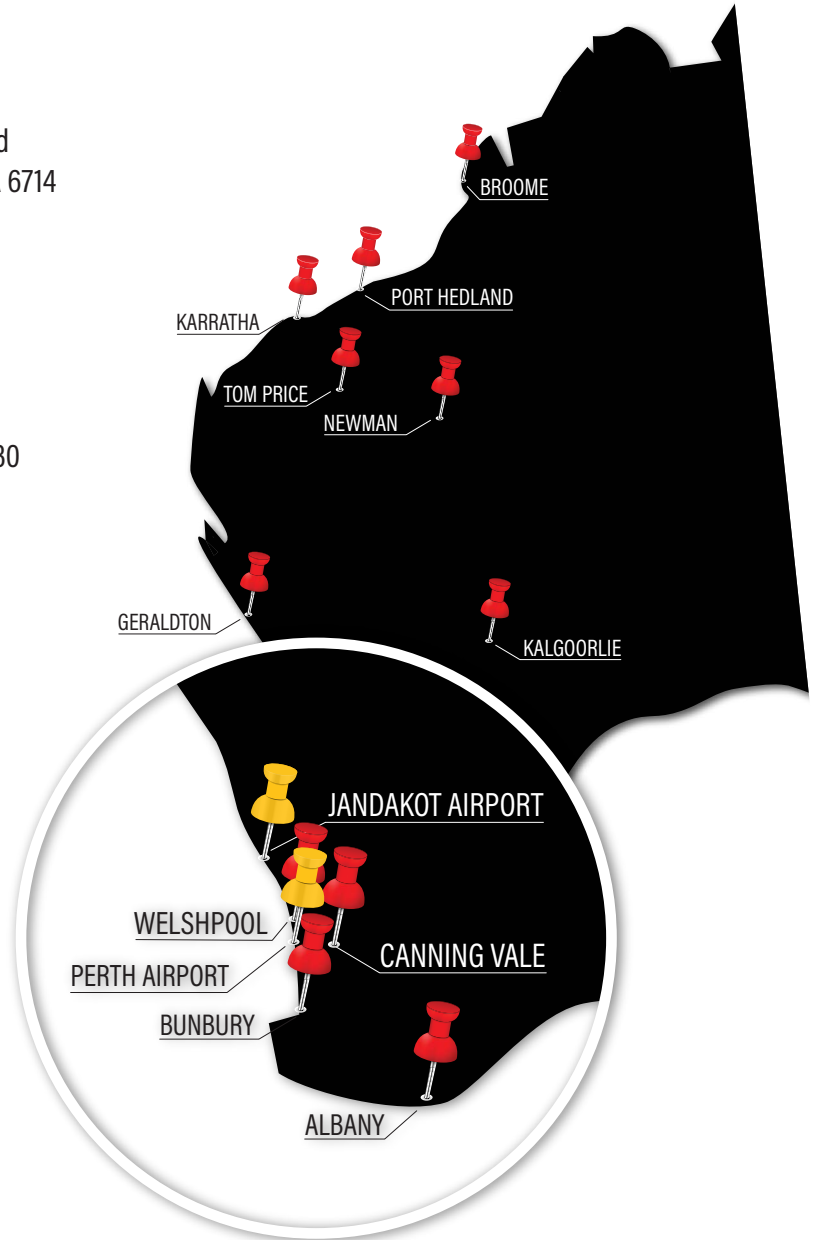 d
6714
BROOME
PORT HEDLAND
KARRATHA
TOM PRICE
NEWMAN
30
GERALDTON
KALGOORLIE
JANDAKOT AIRPORT
WELSHPOOL
CANNING VALE
PERTH AIRPORT
BUNBURY
ALBANY